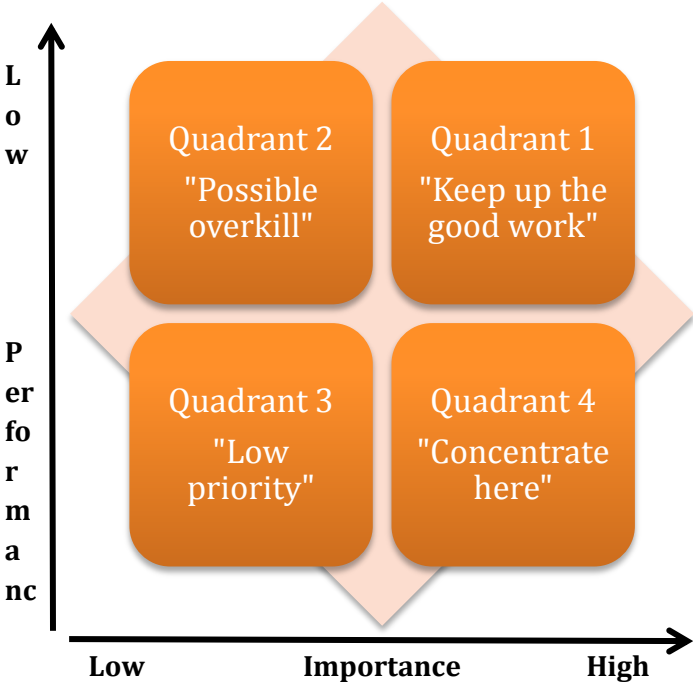 L
o
w
P
er
fo
r
m
a
nc
Quadrant 2
"Possible
overkill"
Quadrant 1
"Keep up the
good work"
Quadrant 3
"Low
priority"
Quadrant 4
"Concentrate
here"
Low Importance High